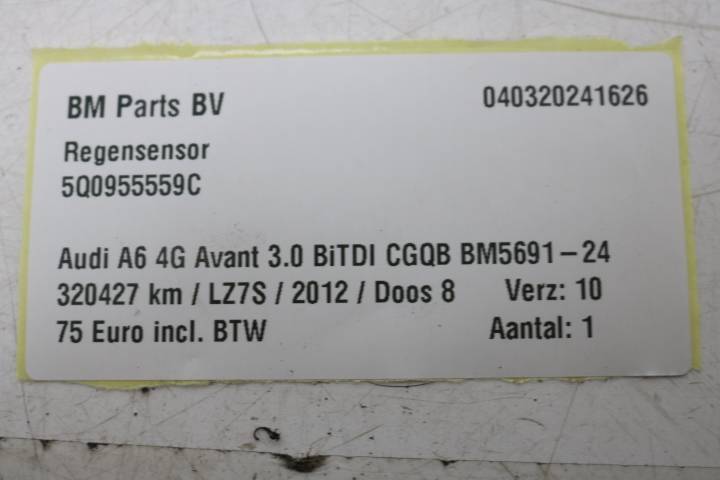 BM Parts BV 040320241626
Regensensor
5Q0955559C
Audi A6 4G Avant 3.0 BiTDI CGQB BM5691-24
320427 km / LZ7S / 2012 / Doos 8 Verz: 10
75 Euro incl. BTW Aantal: 1